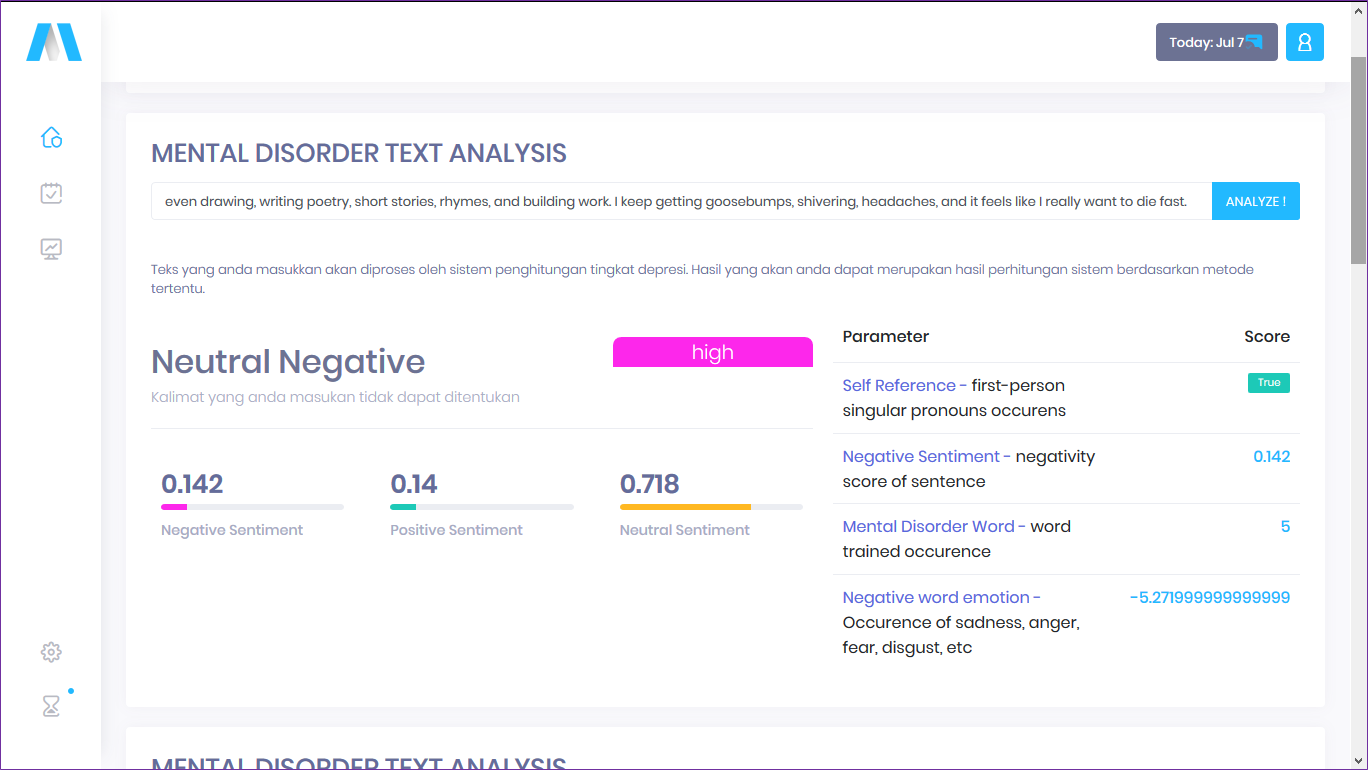 Today: Jul 7
MENTAL DISORDER TEXT ANALYSIS
even drawing, writing poetry, short stories, rhymes, and building work. I keep getting goosebumps, shivering, headaches, and it feels like I really want to die fast.
ANALYZE !
Teks yang anda masukkan akan diproses oleh sistem penghitungan tingkat depresi. Hasil yang akan anda dapat merupakan hasil perhitungan sistem berdasarkan metode
tertentu.
Neutral Negative
high
Kalimat yang anda masukan tidak dapat ditentukan
0.142
Negative Sentiment
0.14
Positive Sentiment
0.718
Neutral Sentiment
Parameter Score
Self Reference - first-person
singular pronouns occurens
True
Negative Sentiment - negativity
score of sentence
0.142
Mental Disorder Word - word
trained occurence
5
Negative word emotion -
Occurence of sadness, anger,
fear, disgust, etc
-5.271999999999999
MENTAL DISORDER TEXT ANALYSIS